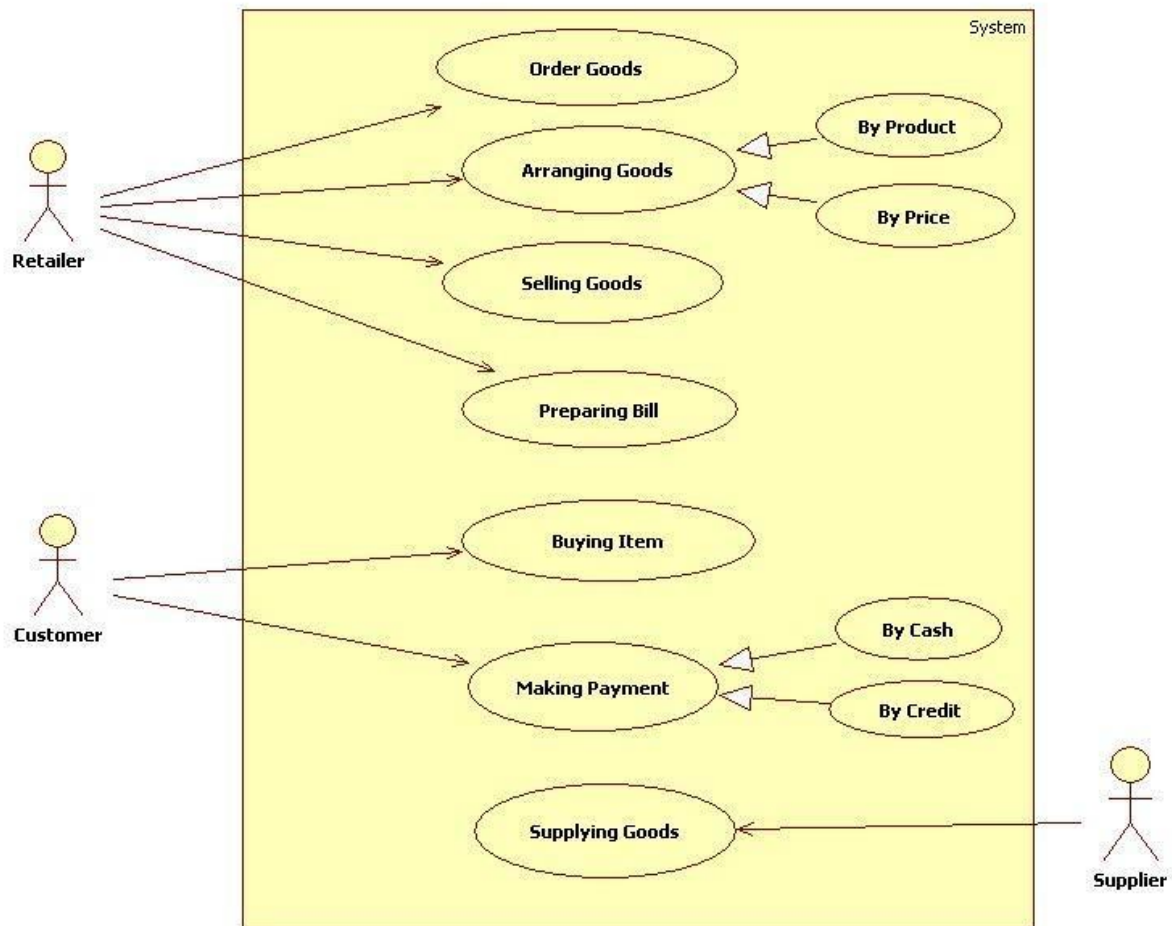 System
Order Goods
By Product
Arranging Goods
By Price
Retailer
Selling Goods
Preparing Bill
Buying Item
Customer
By Cash
Making Payment
By Credit
Supplying Goods
Supplier